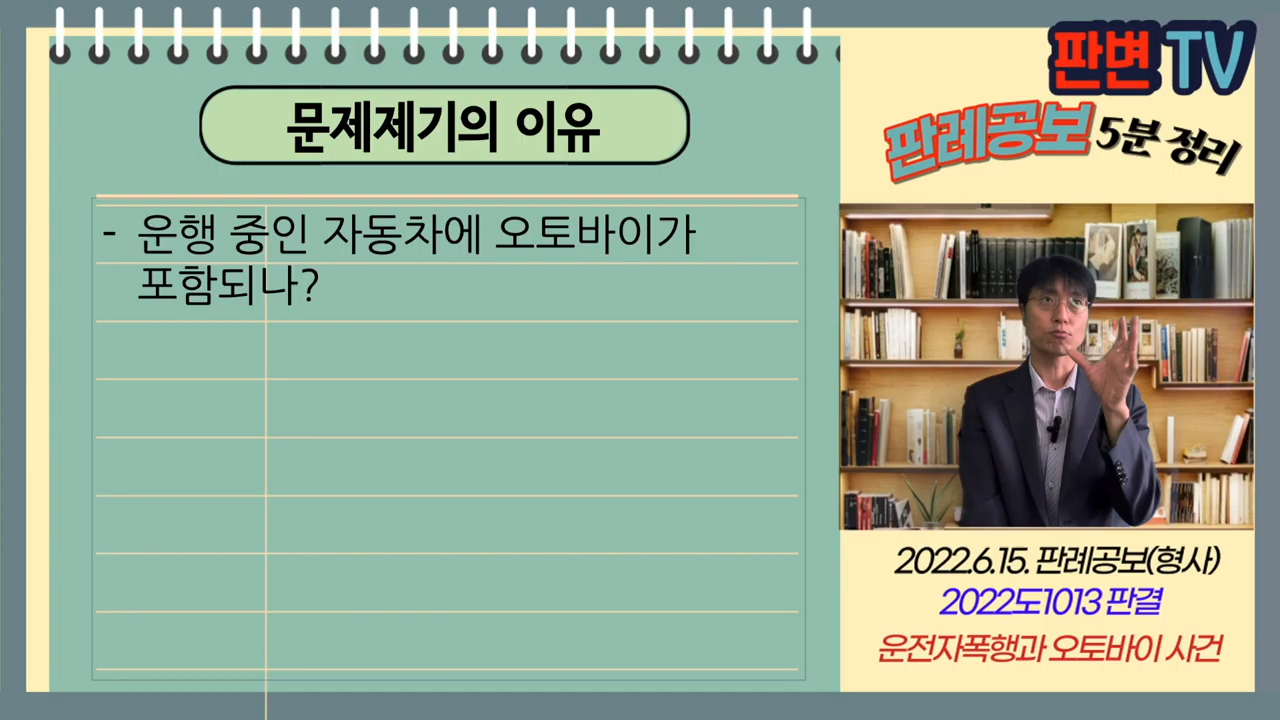 문제제기의 이유
- 운행 중인 자동차에 오토바이가
포함되나?
판변 TV
판례공보 5분 정리
2022.6.15. 판례공보(형사)
2022도1013 판결
운전자폭행과 오토바이 사건